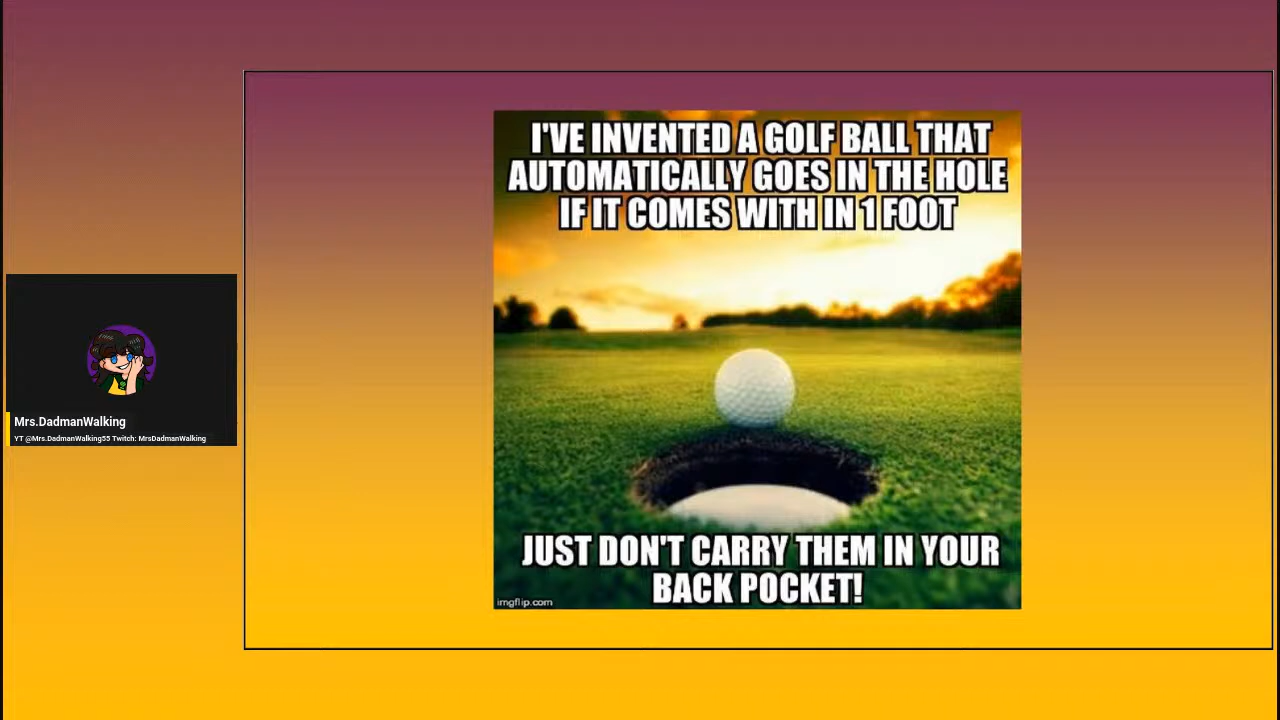 I'VE INVENTED A GOLF BALL THAT
AUTOMATICALLY GOES IN THE HOLE
IF IT COMES WITH IN 1 FOOT
JUST DON'T CARRY THEM IN YOUR
BACK POCKET!
imgflip.com
Mrs.DadmanWalking
YT @Mrs.DadmanWalking55 Twitch: MrsDadmanWalking